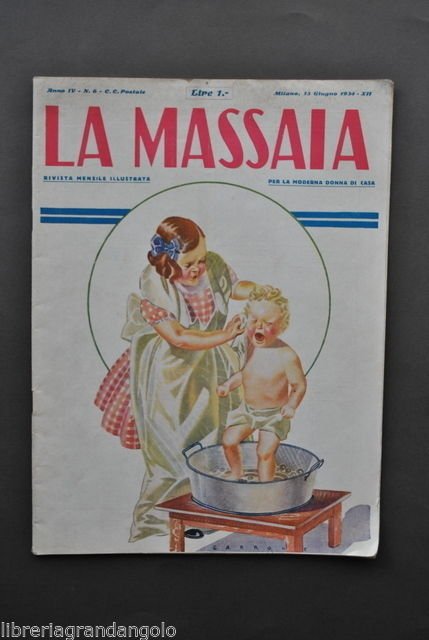 Anno IV - N. 6 - C. C. Postale
Lire 1.-
Milano, 15 Giugno 1934 - XII
LA MASSAIA
RIVISTA MENSILE ILLUSTRATA
PER LA MODERNA DONNA DI CASA
libreriagrandangolo